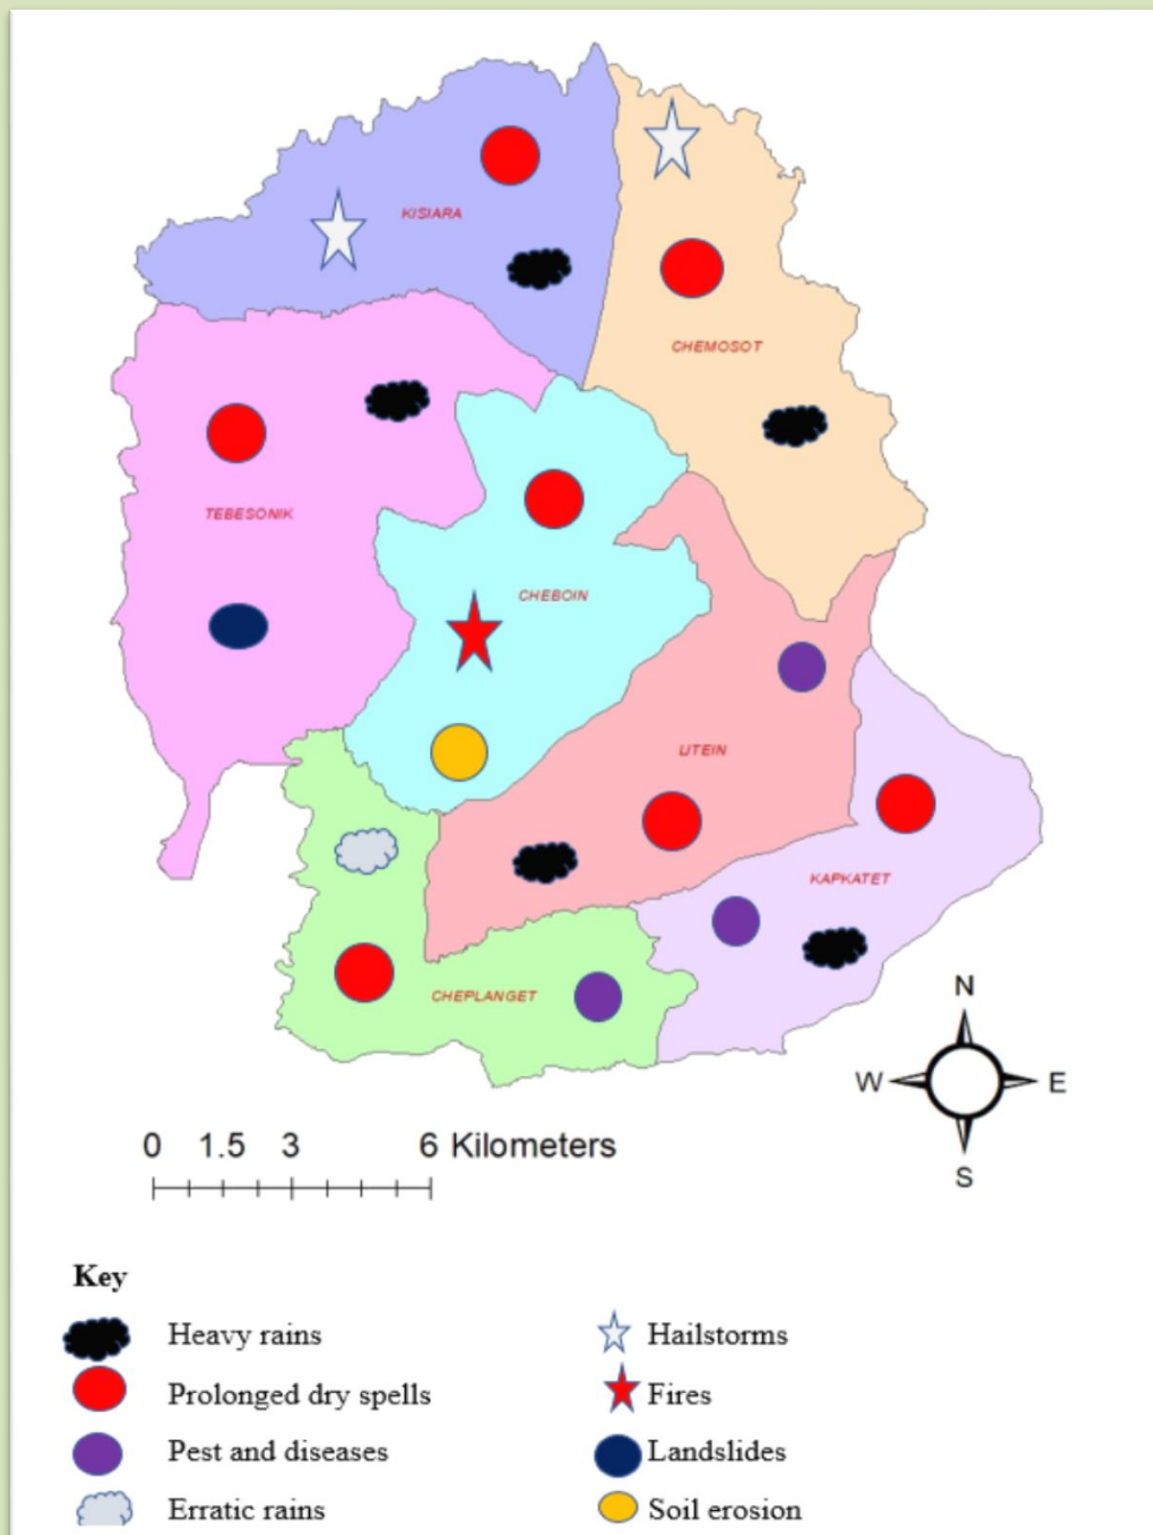 KISIARA
CHEMOSOT
TEBESONIK
CHEBOIN
LITEIN
KAPKATET
CHEPLANGET
N
W E
S
0 1.5 3 6 Kilometers
Key
Heavy rains
Prolonged dry spells
Pest and diseases
Erratic rains
Hailstorms
Fires
Landslides
Soil erosion